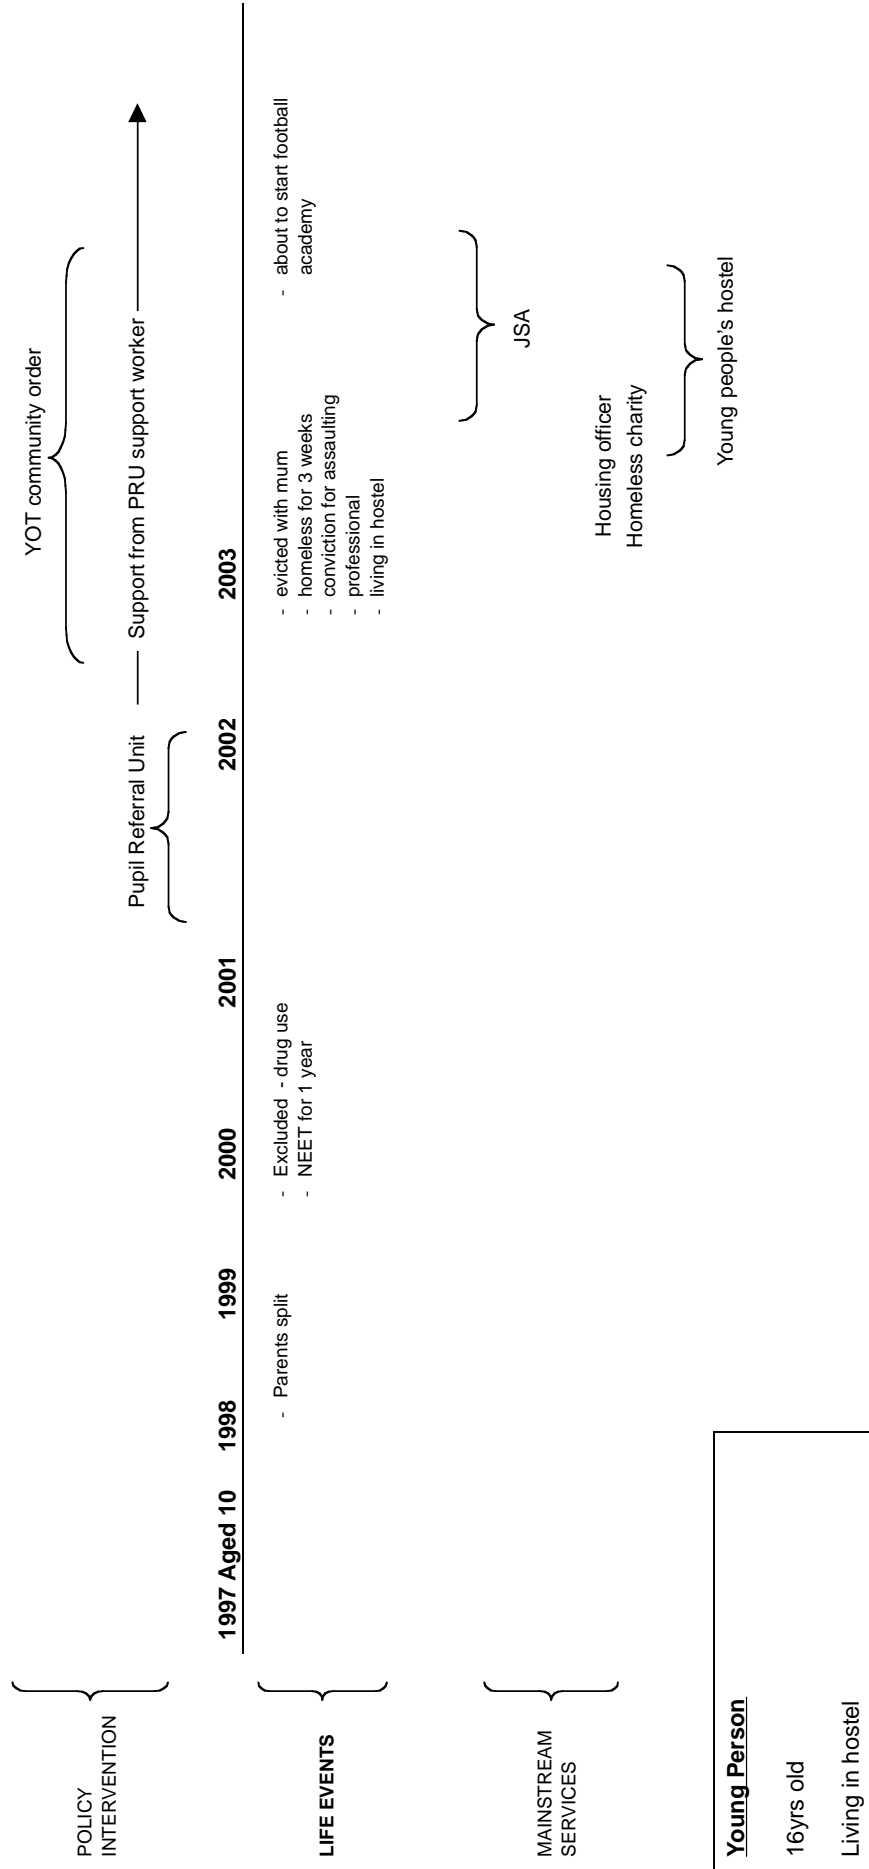 YOT community order
Support from PRU support worker
Pupil Referral Unit
POLICY
INTERVENTION
1997 Aged 10 1998 1999 2000 2001 2002 2003
LIFE EVENTS
- Parents split
- Excluded - drug use
- NEET for 1 year
- evicted with mum
- homeless for 3 weeks
- conviction for assaulting
- professional
- living in hostel
- about to start football
academy
MAINSTREAM
SERVICES
JSA
Housing officer
Homeless charity
Young people's hostel
Young Person
16yrs old
Living in hostel